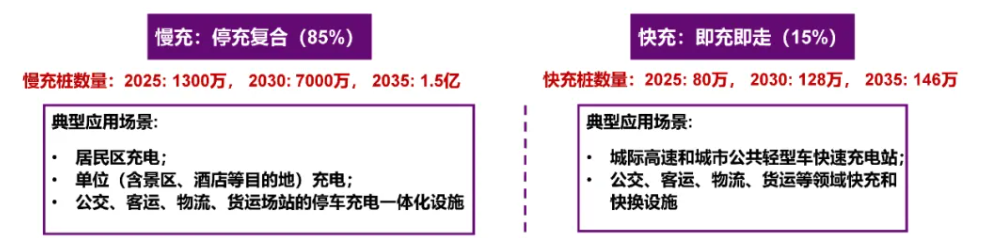 慢充：停充复合（85%）
慢充桩数量：2025: 1300万， 2030: 7000万， 2035: 1.5亿
典型应用场景:
• 居民区充电;
• 单位（含景区、酒店等目的地）充电;
• 公交、客运、物流、货运场站的停车充电一体化设施
快充：即充即走（15%）
快充桩数量：2025: 80万， 2030: 128万， 2035: 146万
典型应用场景:
• 城际高速和城市公共轻型车快速充电站;
• 公交、客运、物流、货运等领域快充和
快换设施